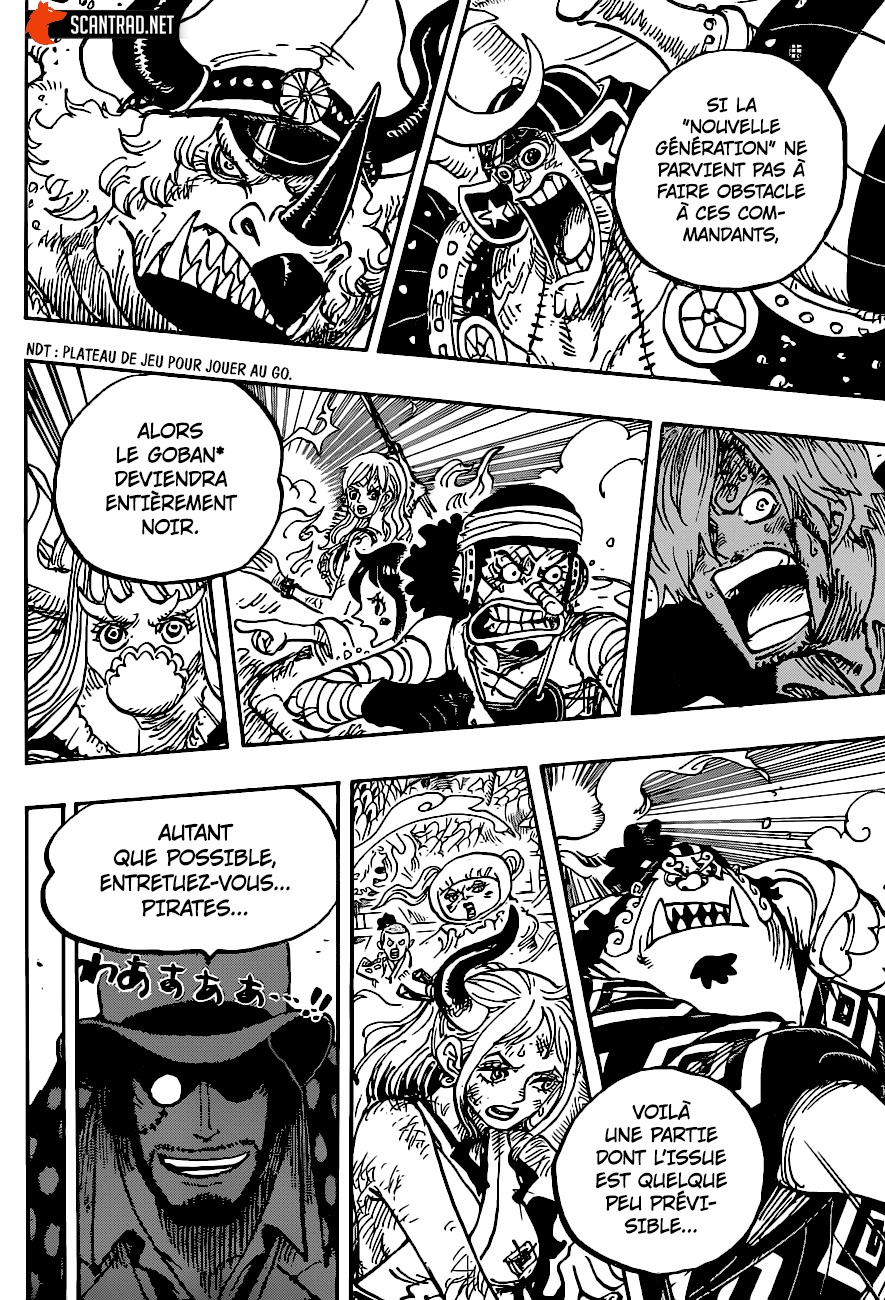 SCANTRAD.NET
SI LA
"NOUVELLE
GÉNÉRATION" NE
PARVIENT PAS À
FAIRE OBSTACLE
À CES COM-
MANDANTS,
NDT : PLATEAU DE JEU POUR JOUER AU GO.
ALORS
LE GOBAN*
DEVIENDRA
ENTIÈREMENT
NOIR.
AUTANT
QUE POSSIBLE,
ENTRETUEZ-VOUS...
PIRATES...
わあぁぁぁ…!!
VOILÀ
UNE PARTIE
DONT L'ISSUE
EST QUELQUE
PEU PRÉVI-
SIBLE...